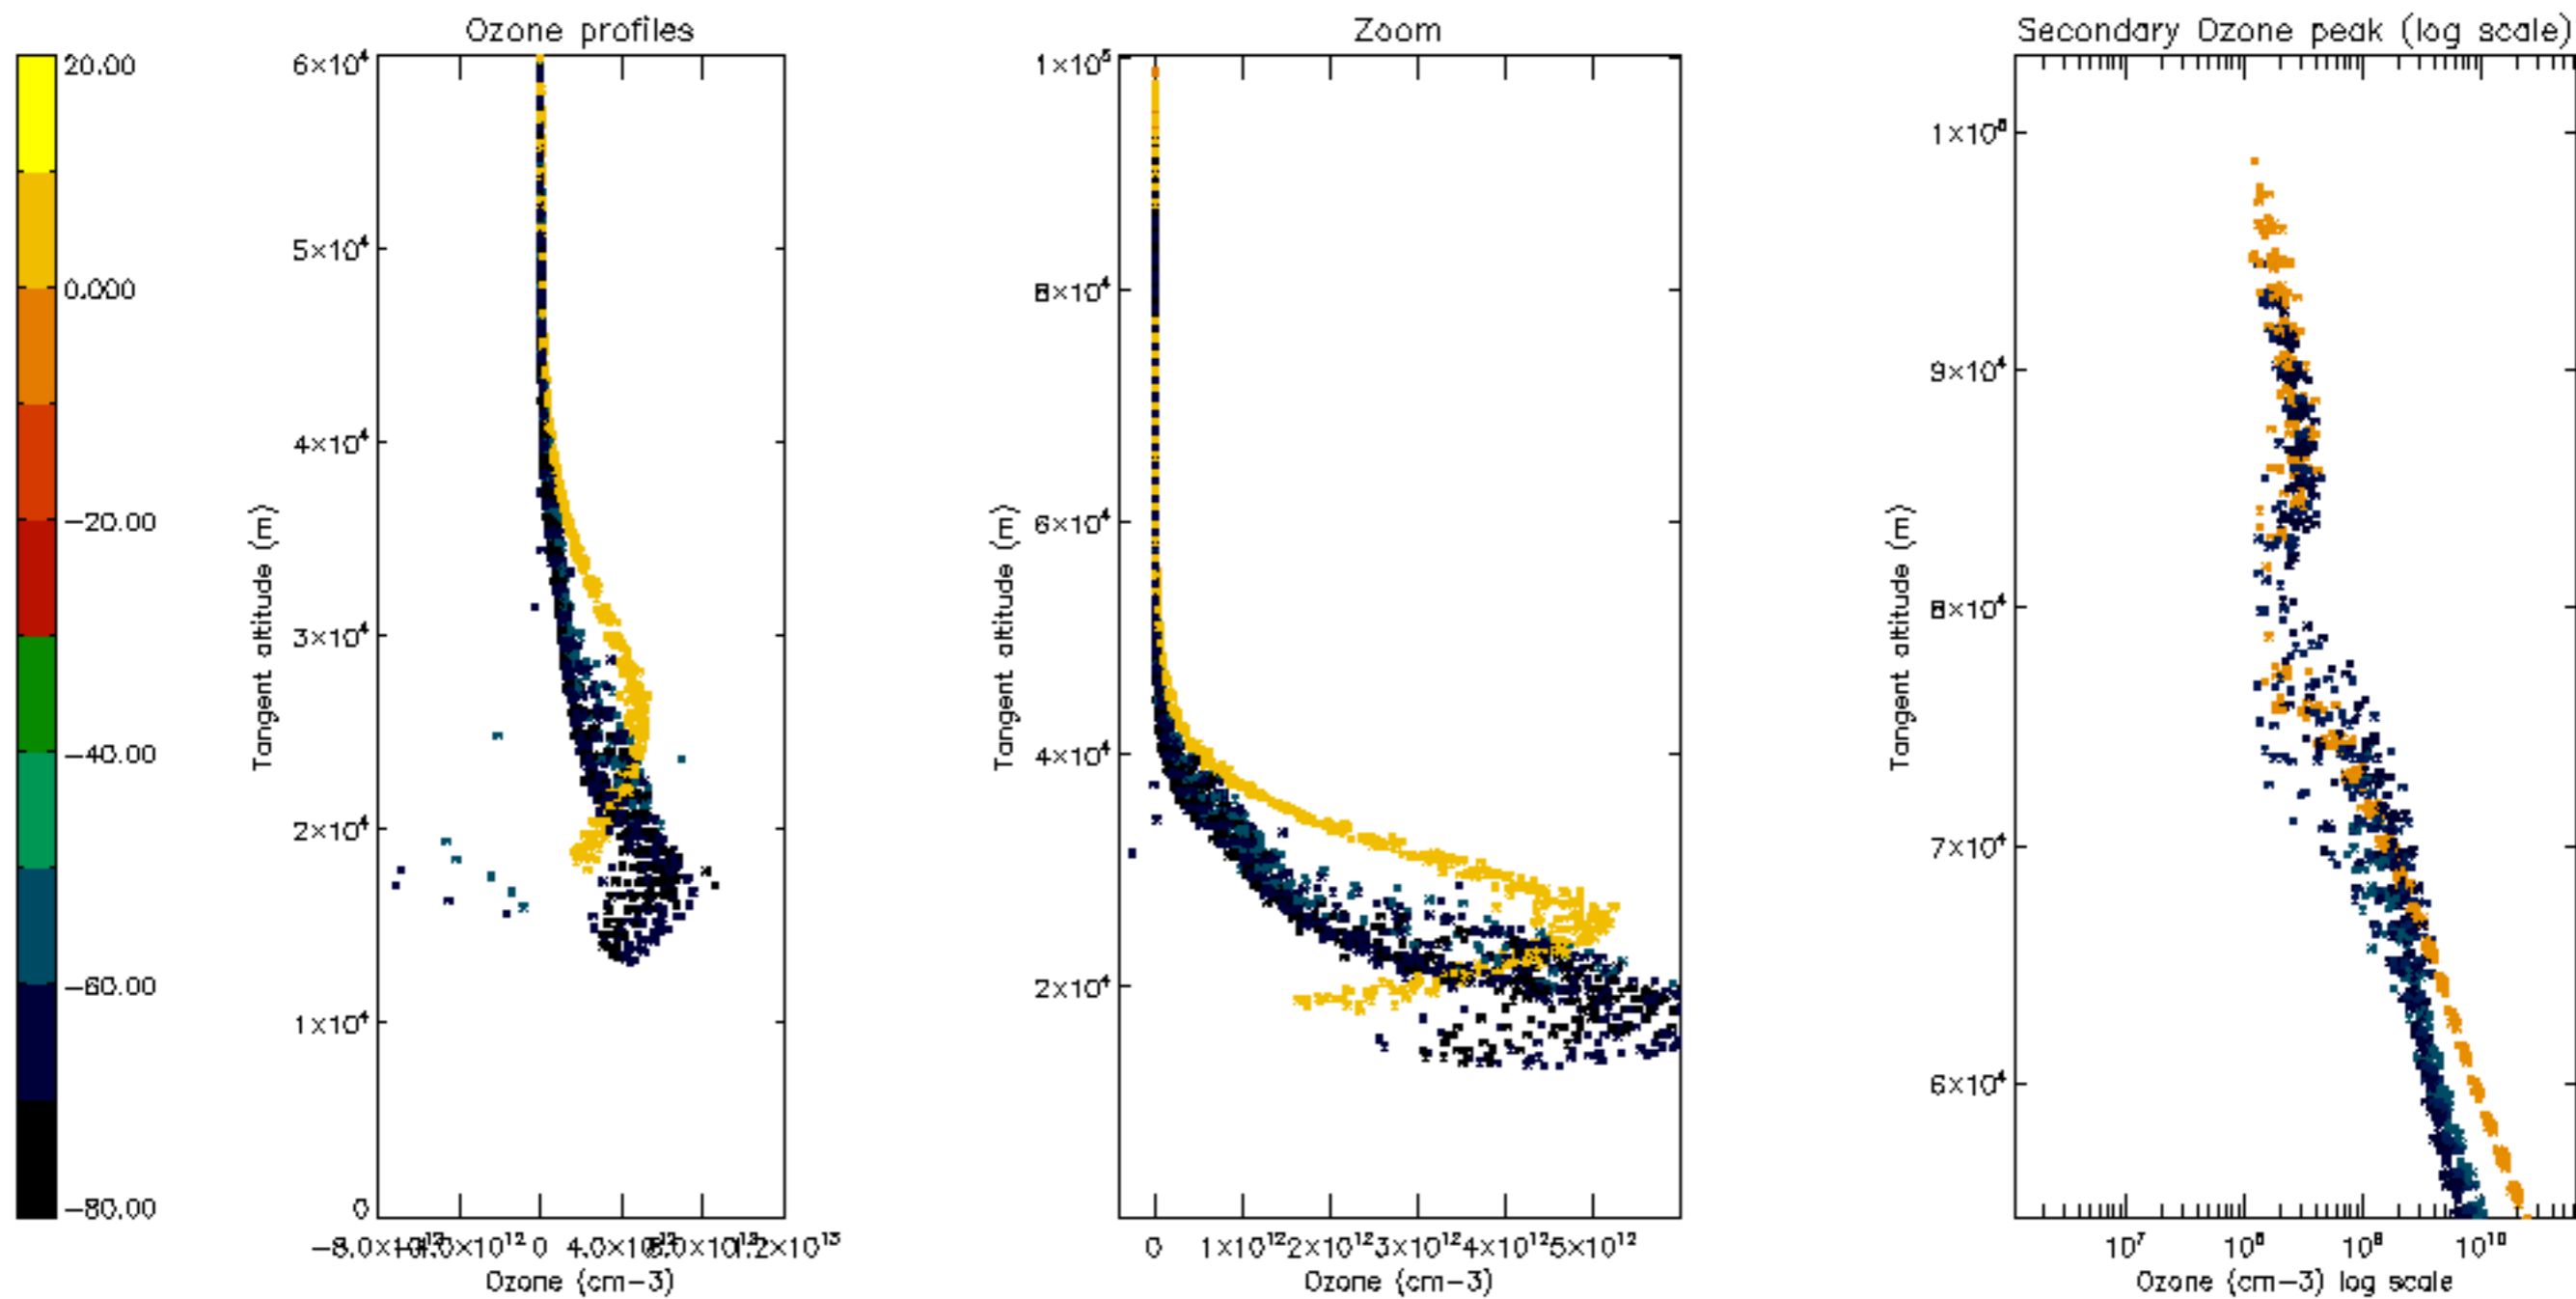 Ozone profiles
Zoom
Secondary Ozone peak (log scale)
20.00
0.000
−20.00
−40.00
−60.00
−80.00
Tangent altitude (m)
6×10⁴
5×10⁴
4×10⁴
3×10⁴
2×10⁴
1×10⁴
0
0
Ozone (cm−3)
Tangent altitude (m)
1×10⁵
8×10⁴
6×10⁴
4×10⁴
2×10⁴
0 1×10¹² 2×10¹² 3×10¹² 4×10¹² 5×10¹²
Ozone (cm−3)
Tangent altitude (m)
9×10⁴
8×10⁴
7×10⁴
6×10⁴
10⁷ 10⁸ 10⁹ 10¹⁰
Ozone (cm−3) log scale